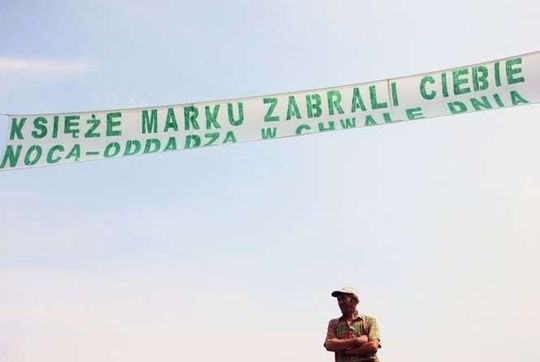 KSIĘŻE MARKU ZABRALI CIEBIE
NOCĄ-ODDADZĄ W CHWALE DNIA